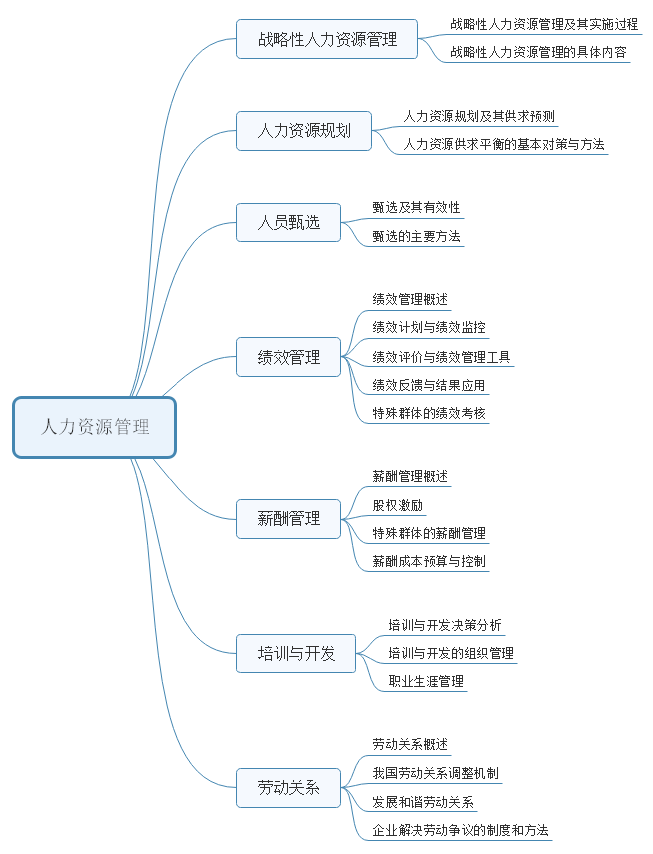 人力资源管理
战略性人力资源管理
战略性人力资源管理及其实施过程
战略性人力资源管理的具体内容
人力资源规划
人力资源规划及其供求预测
人力资源供求平衡的基本对策与方法
人员甄选
甄选及其有效性
甄选的主要方法
绩效管理
绩效管理概述
绩效计划与绩效监控
绩效评价与绩效管理工具
绩效反馈与结果应用
特殊群体的绩效考核
薪酬管理
薪酬管理概述
股权激励
特殊群体的薪酬管理
薪酬成本预算与控制
培训与开发
培训与开发决策分析
培训与开发的组织管理
职业生涯管理
劳动关系
劳动关系概述
我国劳动关系调整机制
发展和谐劳动关系
企业解决劳动争议的制度和方法